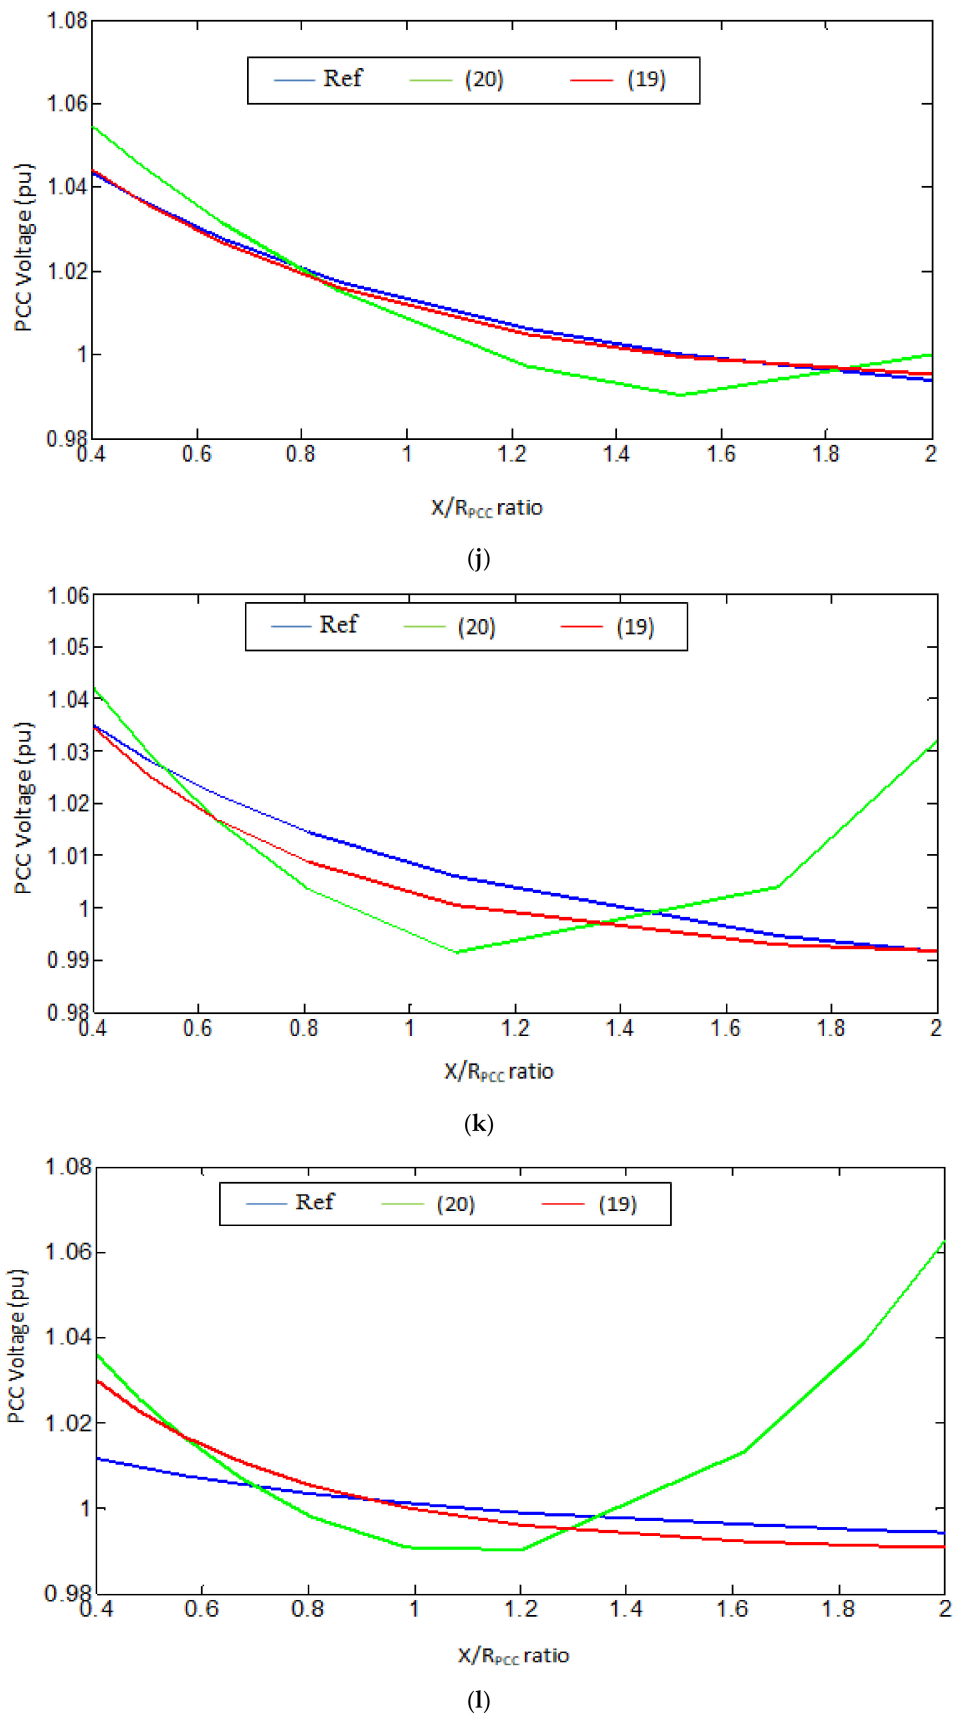 1.08
Ref (20) (19)
1.06
1.04
1.02
1
0.98
PCC Voltage (pu)
0.4 0.6 0.8 1 1.2 1.4 1.6 1.8 2
X/RPCC ratio
(j)
1.06
Ref (20) (19)
1.05
1.04
1.03
1.02
1.01
1
0.99
0.98
PCC Voltage (pu)
0.4 0.6 0.8 1 1.2 1.4 1.6 1.8 2
X/RPCC ratio
(k)
1.08
Ref (20) (19)
1.06
1.04
1.02
1
0.98
PCC Voltage (pu)
0.4 0.6 0.8 1 1.2 1.4 1.6 1.8 2
X/RPCC ratio
(l)